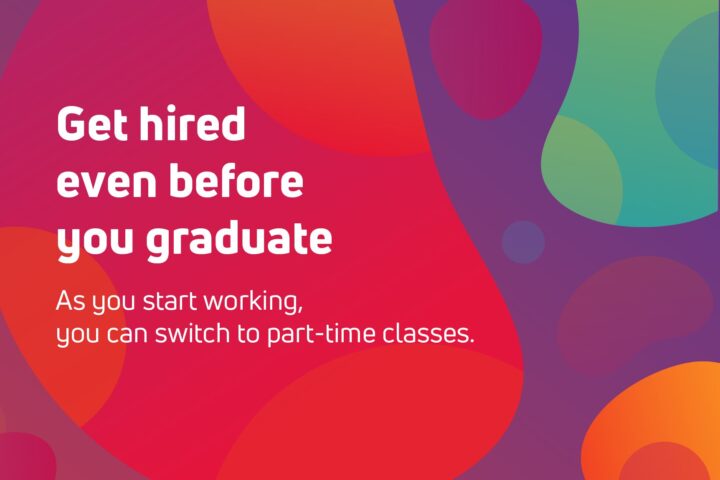 Get hired
even before
you graduate
As you start working,
you can switch to part-time classes.